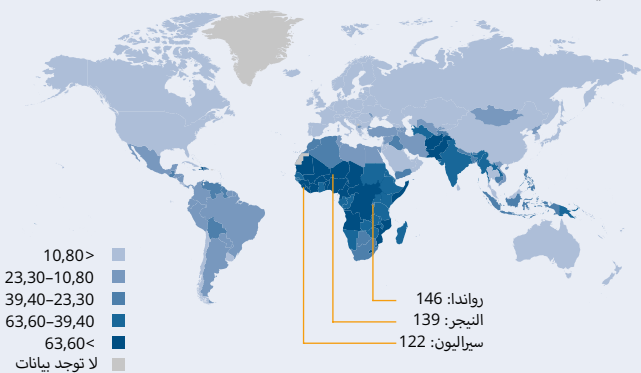 رواندا: 146
النيجر: 139
سيراليون: 122
10,80>
23,30–10,80
39,40–23,30
63,60–39,40
63,60<
لا توجد بيانات